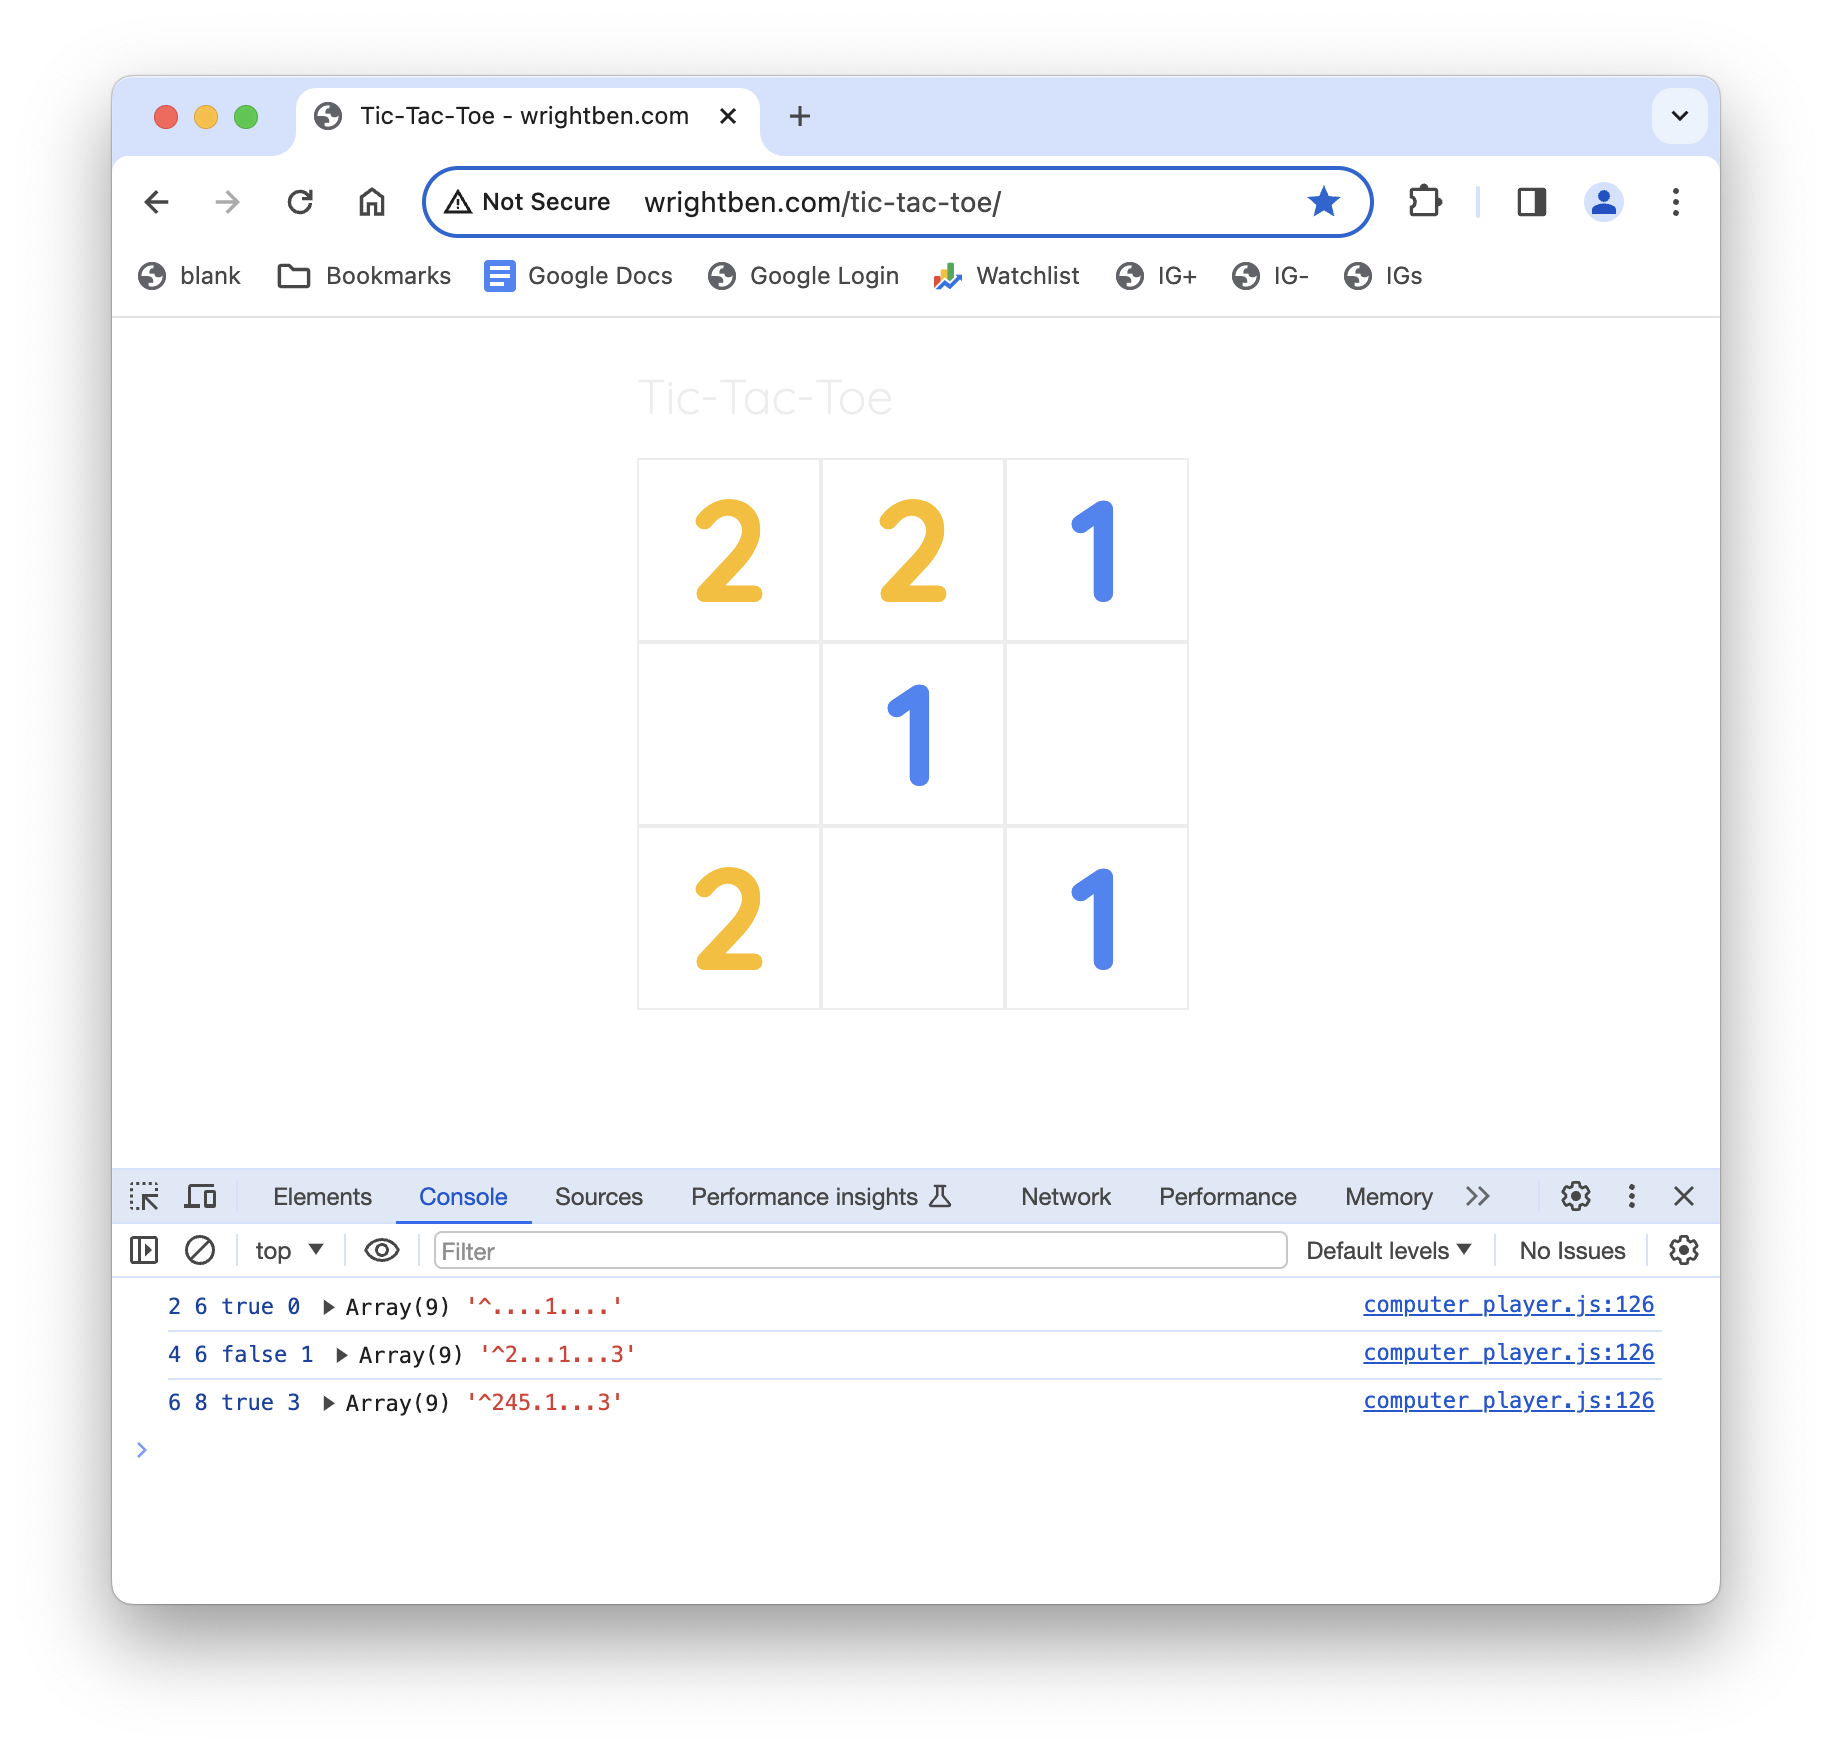 Tic-Tac-Toe - wrightben.com
Not Secure wrightben.com/tic-tac-toe/
blank Bookmarks Google Docs Google Login Watchlist IG+ IG- IGs
Tic-Tac-Toe
2 2 1
1
2 1
Elements Console Sources Performance insights Network Performance Memory
top Filter Default levels No Issues
2 6 true 0 Array(9) '^....1....' computer_player.js:126
4 6 false 1 Array(9) '^2...1...3' computer_player.js:126
6 8 true 3 Array(9) '^245.1...3' computer_player.js:126